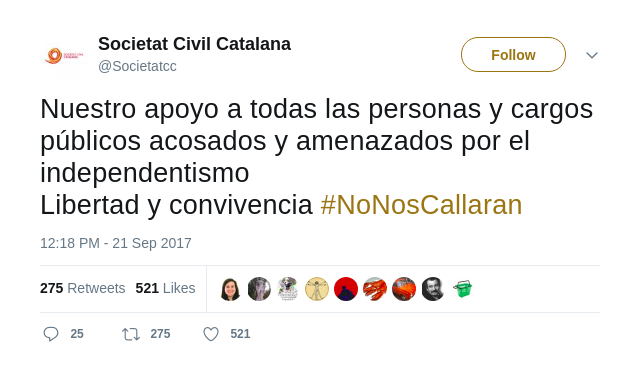 Societat Civil Catalana
@Societatcc
Follow
Nuestro apoyo a todas las personas y cargos
públicos acosados y amenazados por el
independentismo
Libertad y convivencia #NoNosCallaran
12:18 PM - 21 Sep 2017
275 Retweets 521 Likes
25 275 521